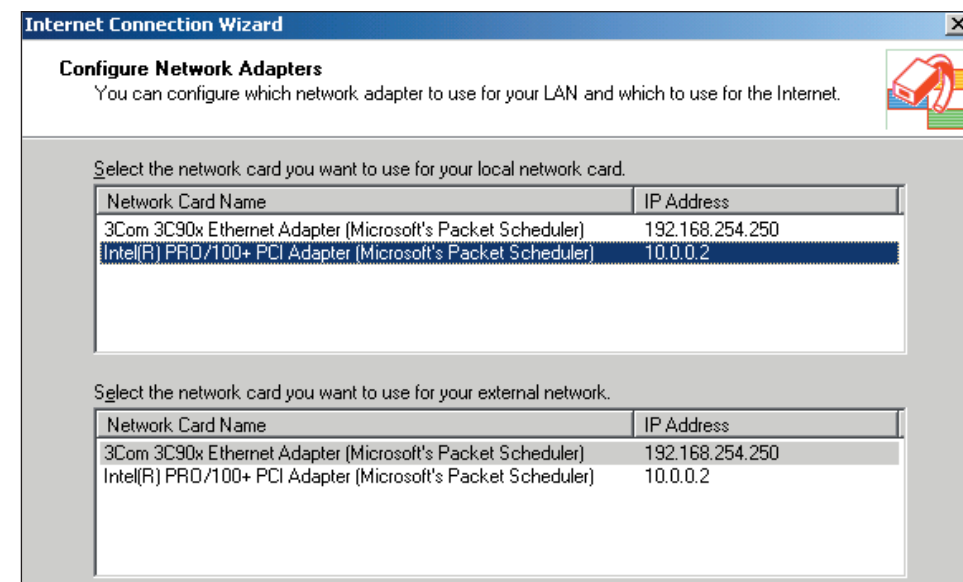 Internet Connection Wizard
Configure Network Adapters
You can configure which network adapter to use for your LAN and which to use for the Internet.
Select the network card you want to use for your local network card.
Network Card Name IP Address
3Com 3C90x Ethernet Adapter (Microsoft's Packet Scheduler) 192.168.254.250
Intel(R) PRO/100+ PCI Adapter (Microsoft's Packet Scheduler) 10.0.0.2
Select the network card you want to use for your external network.
Network Card Name IP Address
3Com 3C90x Ethernet Adapter (Microsoft's Packet Scheduler) 192.168.254.250
Intel(R) PRO/100+ PCI Adapter (Microsoft's Packet Scheduler) 10.0.0.2